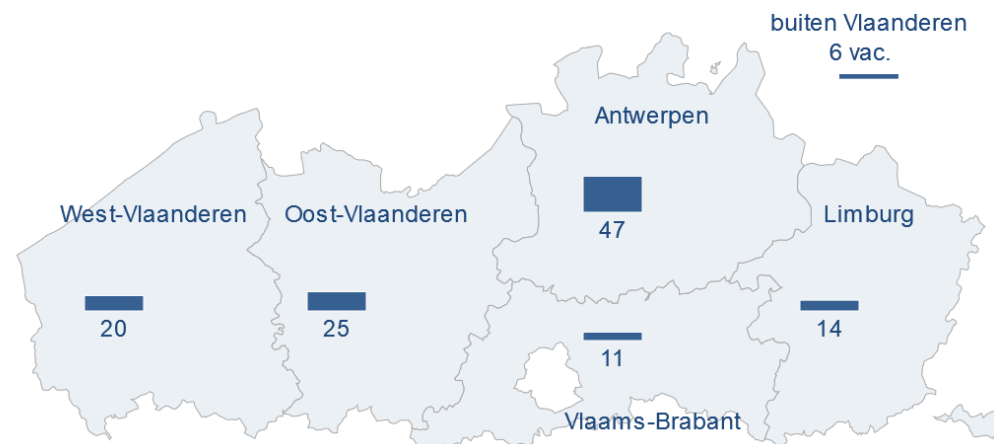 buiten Vlaanderen
6 vac.
Antwerpen
47
West-Vlaanderen
20
Oost-Vlaanderen
25
Limburg
14
11
Vlaams-Brabant